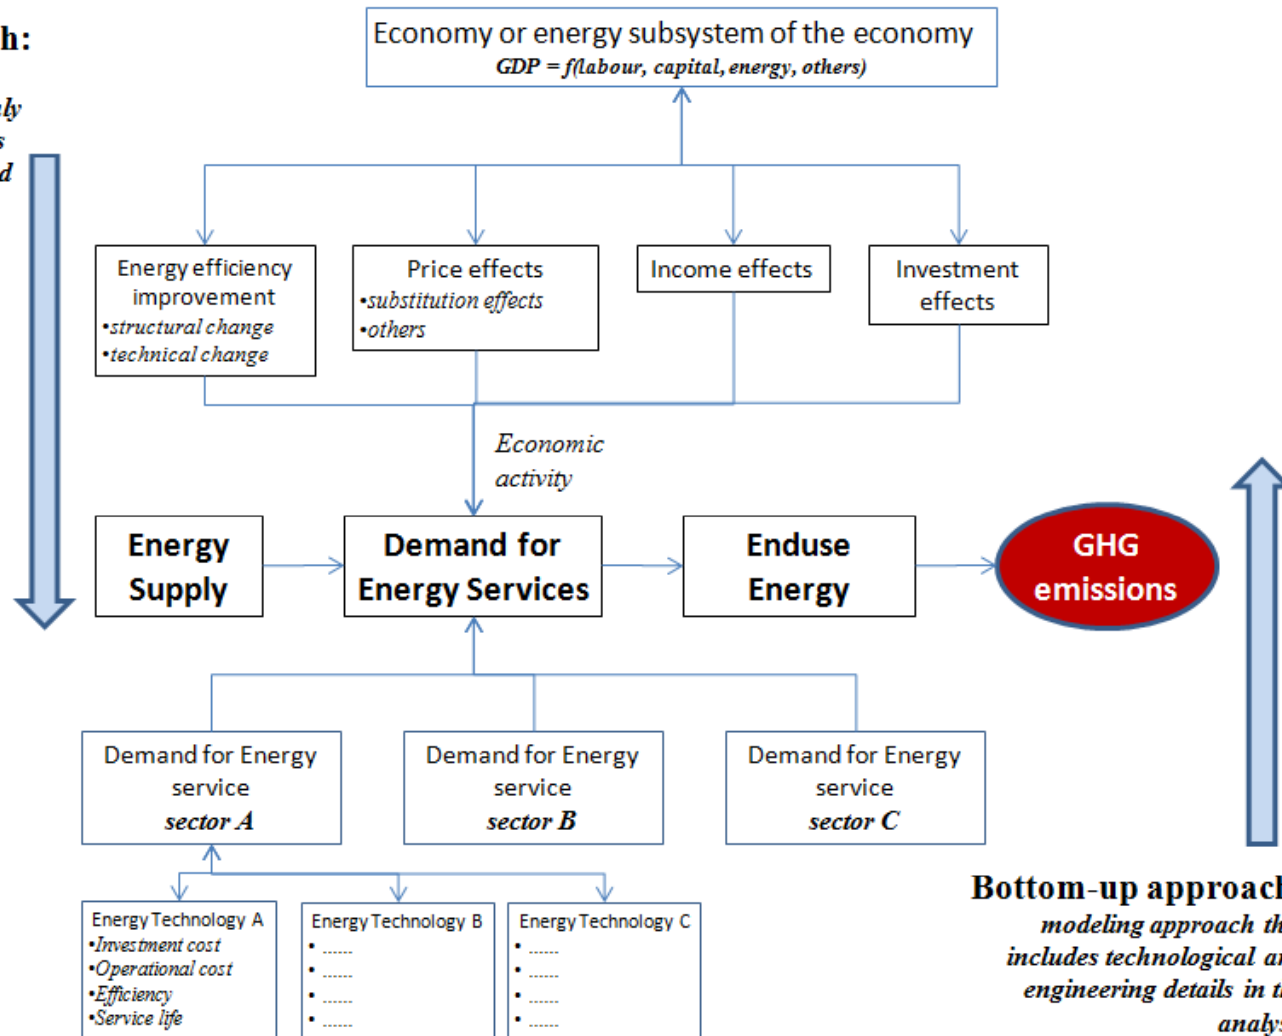 h:
Economy or energy subsystem of the economy
GDP = f(labour, capital, energy, others)
Energy efficiency
improvement
•structural change
•technical change
Price effects
•substitution effects
•others
Income effects
Investment
effects
Economic
activity
Energy
Supply
Demand for
Energy Services
Enduse
Energy
GHG
emissions
Demand for Energy
service
sector A
Demand for Energy
service
sector B
Demand for Energy
service
sector C
Energy Technology A
•Investment cost
•Operational cost
•Efficiency
•Service life
Energy Technology B
• ......
• ......
• ......
• ......
Energy Technology C
• ......
• ......
• ......
• ......
Bottom-up approach
modeling approach th
includes technological a
engineering details in t
analys